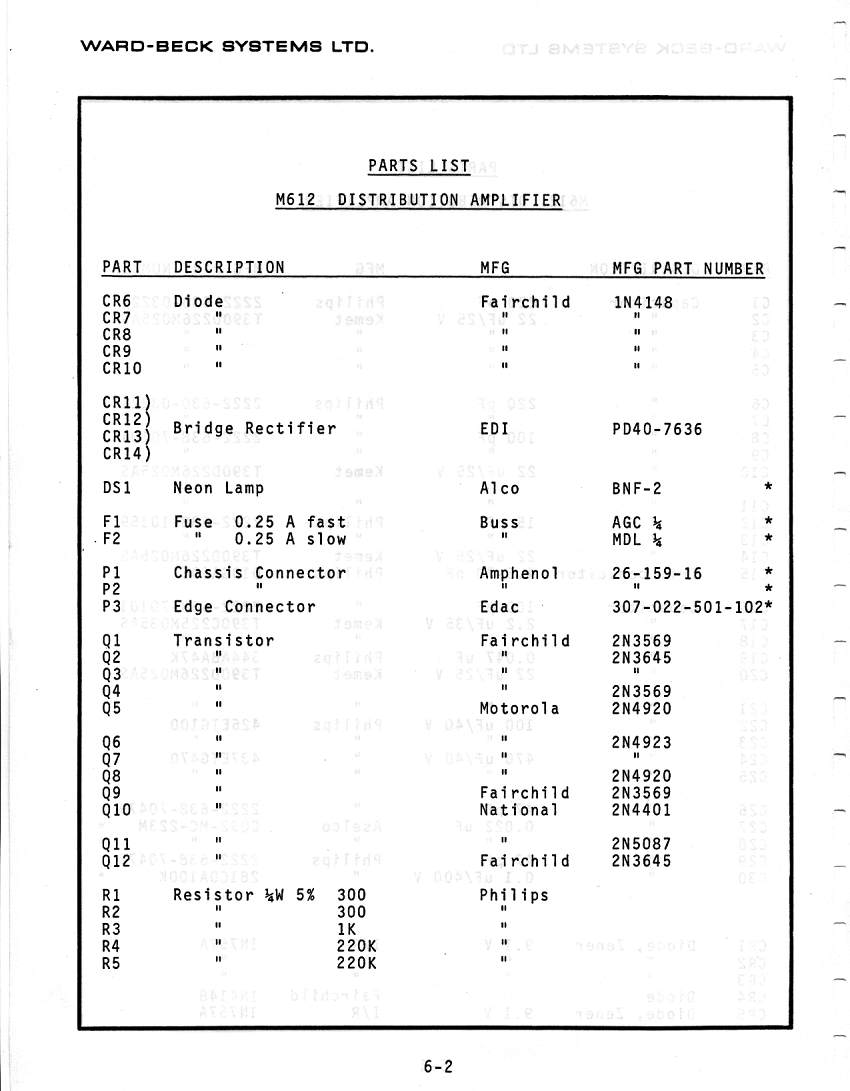 WARD-BECK SYSTEMS LTD.
PARTS LIST
M612 DISTRIBUTION AMPLIFIER
PART DESCRIPTION MFG MFG PART NUMBER
CR6 Diode Fairchild 1N4148
CR7 " " "
CR8 " " "
CR9 " " "
CR10 " " "
CR11)
CR12)
CR13) Bridge Rectifier EDI PD40-7636
CR14)
DS1 Neon Lamp Alco BNF-2 *
F1 Fuse 0.25 A fast Buss AGC ¼ *
F2 " 0.25 A slow " MDL ¼ *
P1 Chassis Connector Amphenol 26-159-16 *
P2 " " " *
P3 Edge Connector Edac 307-022-501-102*
Q1 Transistor Fairchild 2N3569
Q2 " " 2N3645
Q3 " " "
Q4 " " 2N3569
Q5 " Motorola 2N4920
Q6 " " 2N4923
Q7 " " "
Q8 " " 2N4920
Q9 " Fairchild 2N3569
Q10 " National 2N4401
Q11 " " 2N5087
Q12 " Fairchild 2N3645
R1 Resistor ¼W 5% 300 Philips
R2 " 300 "
R3 " 1K "
R4 " 220K "
R5 " 220K "
6-2